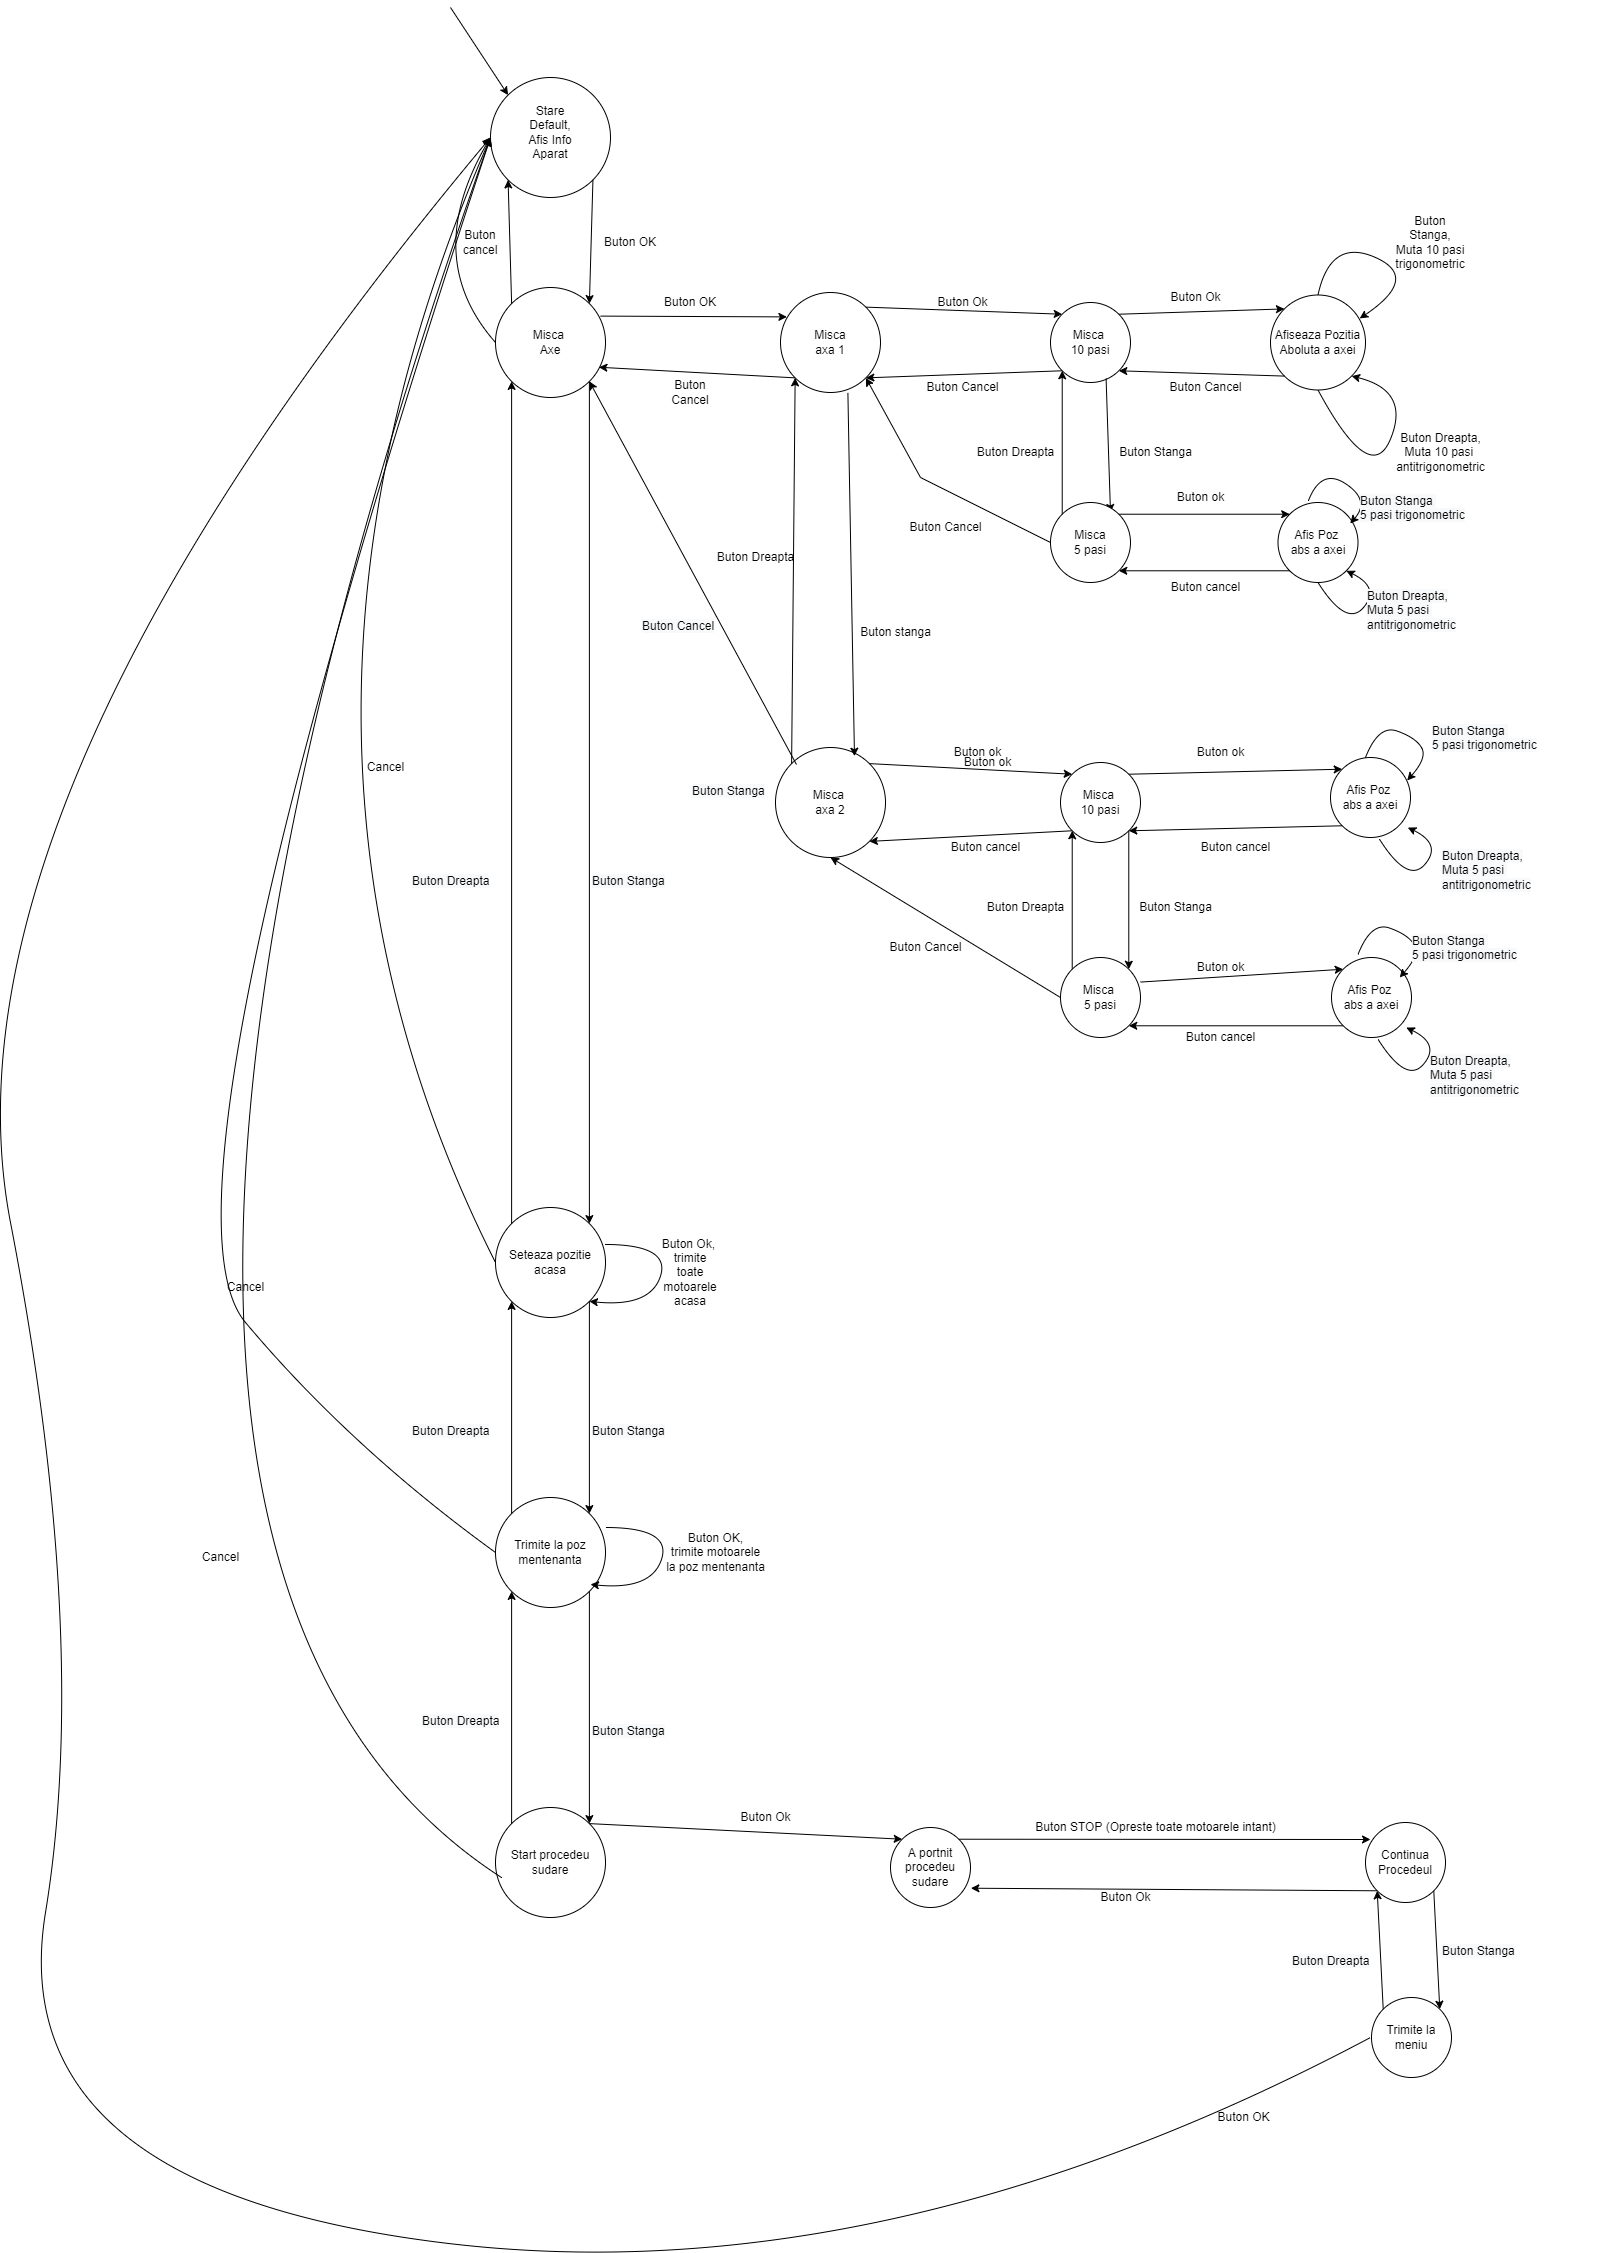 Stare
Default,
Afis Info
Aparat
Buton
cancel
Buton OK
Misca
Axe
Buton OK
Buton
Cancel
Misca
axa 1
Buton Ok
Buton Cancel
Misca
10 pasi
Buton Ok
Buton Cancel
Afiseaza Pozitia
Aboluta a axei
Buton
Stanga,
Muta 10 pasi
trigonometric
Buton Dreapta,
Muta 10 pasi
antitrigonometric
Buton Dreapta
Buton Stanga
Buton Cancel
Misca
5 pasi
Buton ok
Buton cancel
Afis Poz
abs a axei
Buton Stanga
5 pasi trigonometric
Buton Dreapta,
Muta 5 pasi
antitrigonometric
Buton Dreapta
Buton Cancel
Buton stanga
Buton Stanga
Misca
axa 2
Buton ok
Buton ok
Buton cancel
Misca
10 pasi
Buton ok
Buton cancel
Afis Poz
abs a axei
Buton Stanga
5 pasi trigonometric
Buton Dreapta,
Muta 5 pasi
antitrigonometric
Buton Dreapta
Buton Stanga
Buton Cancel
Misca
5 pasi
Buton ok
Buton cancel
Afis Poz
abs a axei
Buton Stanga
5 pasi trigonometric
Buton Dreapta,
Muta 5 pasi
antitrigonometric
Cancel
Buton Dreapta
Buton Stanga
Seteaza pozitie
acasa
Buton Ok,
trimite
toate
motoarele
acasa
Cancel
Buton Dreapta
Buton Stanga
Trimite la poz
mentenanta
Buton OK,
trimite motoarele
la poz mentenanta
Cancel
Buton Dreapta
Buton Stanga
Start procedeu
sudare
Buton Ok
A portnit
procedeu
sudare
Buton STOP (Opreste toate motoarele intant)
Buton Ok
Continua
Procedeul
Buton Dreapta
Buton Stanga
Trimite la
meniu
Buton OK